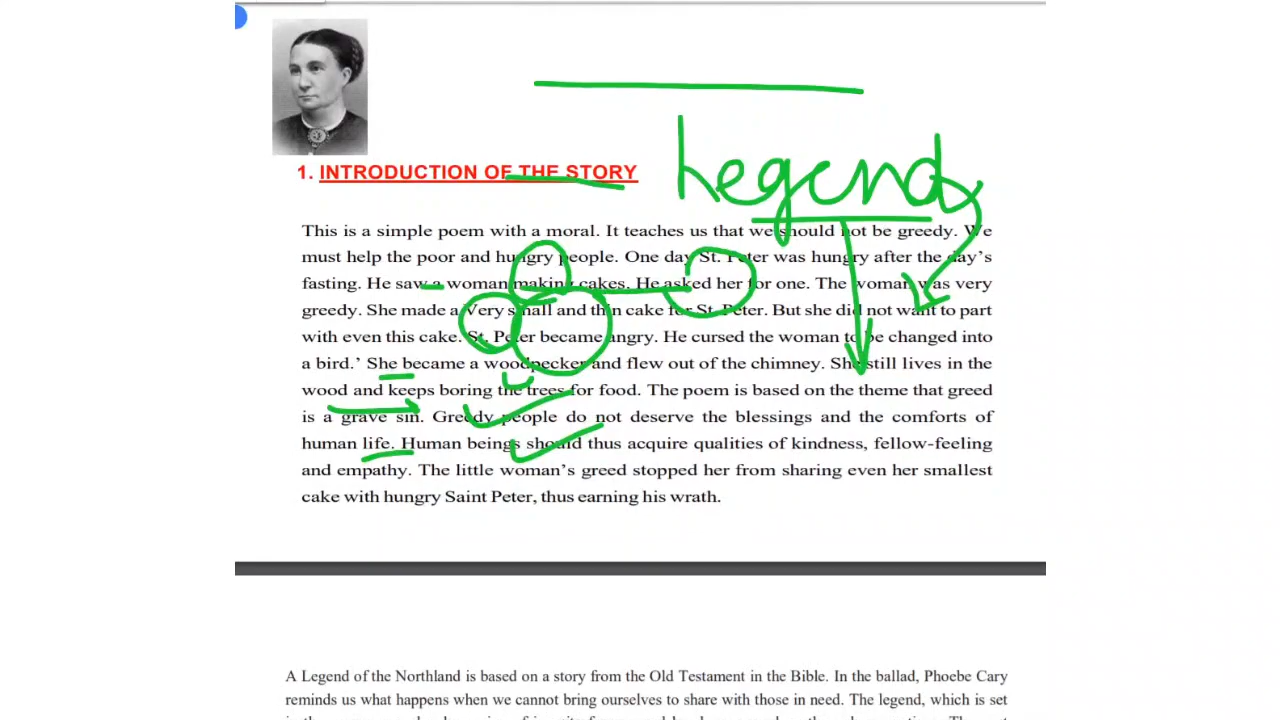 Legend
1. INTRODUCTION OF THE STORY
This is a simple poem with a moral. It teaches us that we should not be greedy. We
must help the poor and hungry people. One day St. Peter was hungry after the day's
fasting. He saw a woman making cakes. He asked her for one. The woman was very
greedy. She made a Very small and thin cake for St. Peter. But she did not want to part
with even this cake. St. Peter became angry. He cursed the woman to be changed into
a bird.' She became a woodpecker and flew out of the chimney. She still lives in the
wood and keeps boring the trees for food. The poem is based on the theme that greed
is a grave sin. Greedy people do not deserve the blessings and the comforts of
human life. Human beings should thus acquire qualities of kindness, fellow-feeling
and empathy. The little woman's greed stopped her from sharing even her smallest
cake with hungry Saint Peter, thus earning his wrath.
A Legend of the Northland is based on a story from the Old Testament in the Bible. In the ballad, Phoebe Cary
reminds us what happens when we cannot bring ourselves to share with those in need. The legend, which is set